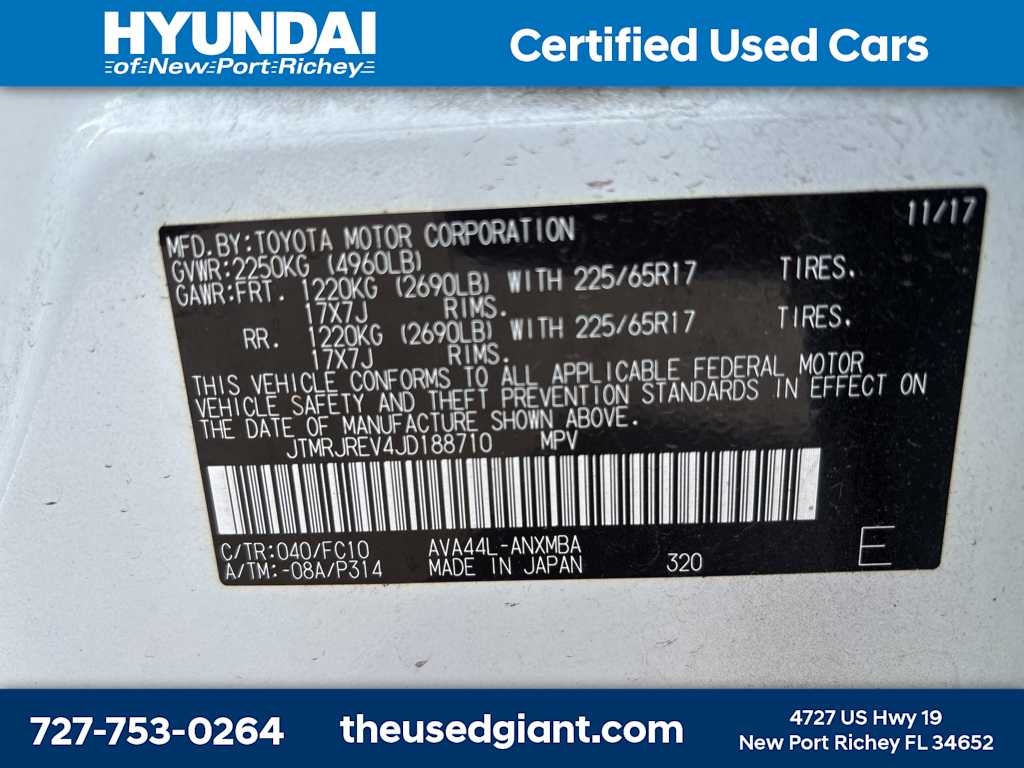 HYUNDAI
of New Port Richey
Certified Used Cars
11/17
MFD. BY: TOYOTA MOTOR CORPORATION
GVWR: 2250KG (4960LB)
GAWR: FRT. 1220KG (2690LB) WITH 225/65R17 TIRES.
17X7J RIMS.
RR. 1220KG (2690LB) WITH 225/65R17 TIRES.
17X7J RIMS.
THIS VEHICLE CONFORMS TO ALL APPLICABLE FEDERAL MOTOR
VEHICLE SAFETY AND THEFT PREVENTION STANDARDS IN EFFECT ON
THE DATE OF MANUFACTURE SHOWN ABOVE.
JTMRJREV4JD188710 MPV
C/TR: 040/FC10 AVA44L-ANXMBA
A/TM: -08A/P314 MADE IN JAPAN 320 E
727-753-0264
theusedgiant.com
4727 US Hwy 19
New Port Richey FL 34652